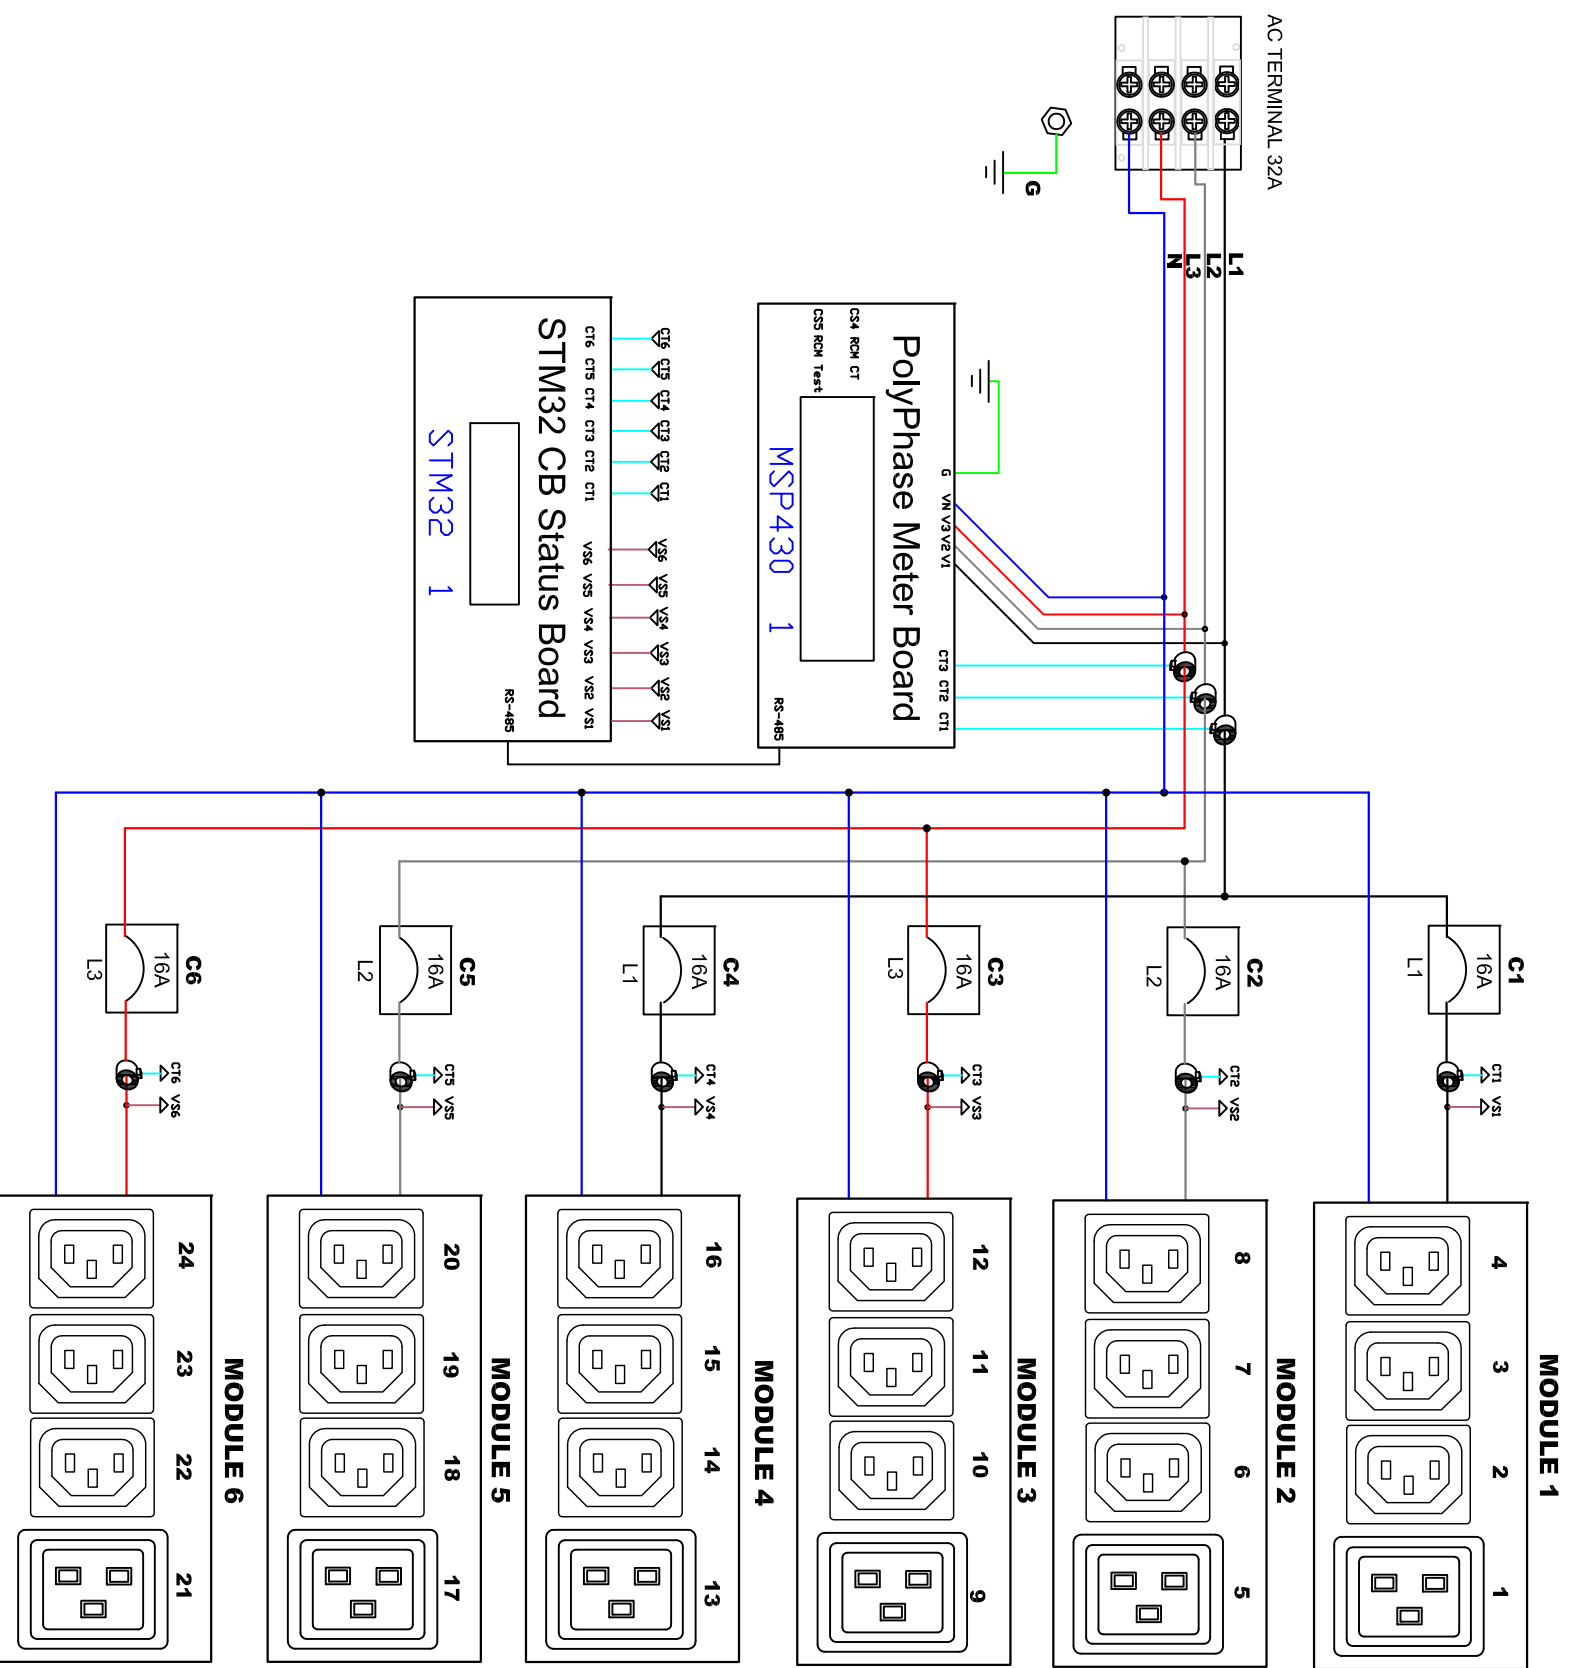 AC TERMINAL 32A
G
L1
L2
L3
N
PolyPhase Meter Board
CS4 RCM CT
CS5 RCM Test
MSP430 1
G
VN V3 V2 V1
CT3 CT2 CT1
RS-485
STM32 CB Status Board
CT6 CT5 CT4 CT3 CT2 CT1
VS6 VS5 VS4 VS3 VS2 VS1
CT6 CT5 CT4 CT3 CT2 CT1
VS6 VS5 VS4 VS3 VS2 VS1
STM32 1
RS-485
C1
16A
L1
CT1 VS1
C2
16A
L2
CT2 VS2
C3
16A
L3
CT3 VS3
C4
16A
L1
CT4 VS4
C5
16A
L2
CT5 VS5
C6
16A
L3
CT6 VS6
MODULE 1
4 3 2 1
MODULE 2
8 7 6 5
MODULE 3
12 11 10 9
MODULE 4
16 15 14 13
MODULE 5
20 19 18 17
MODULE 6
24 23 22 21